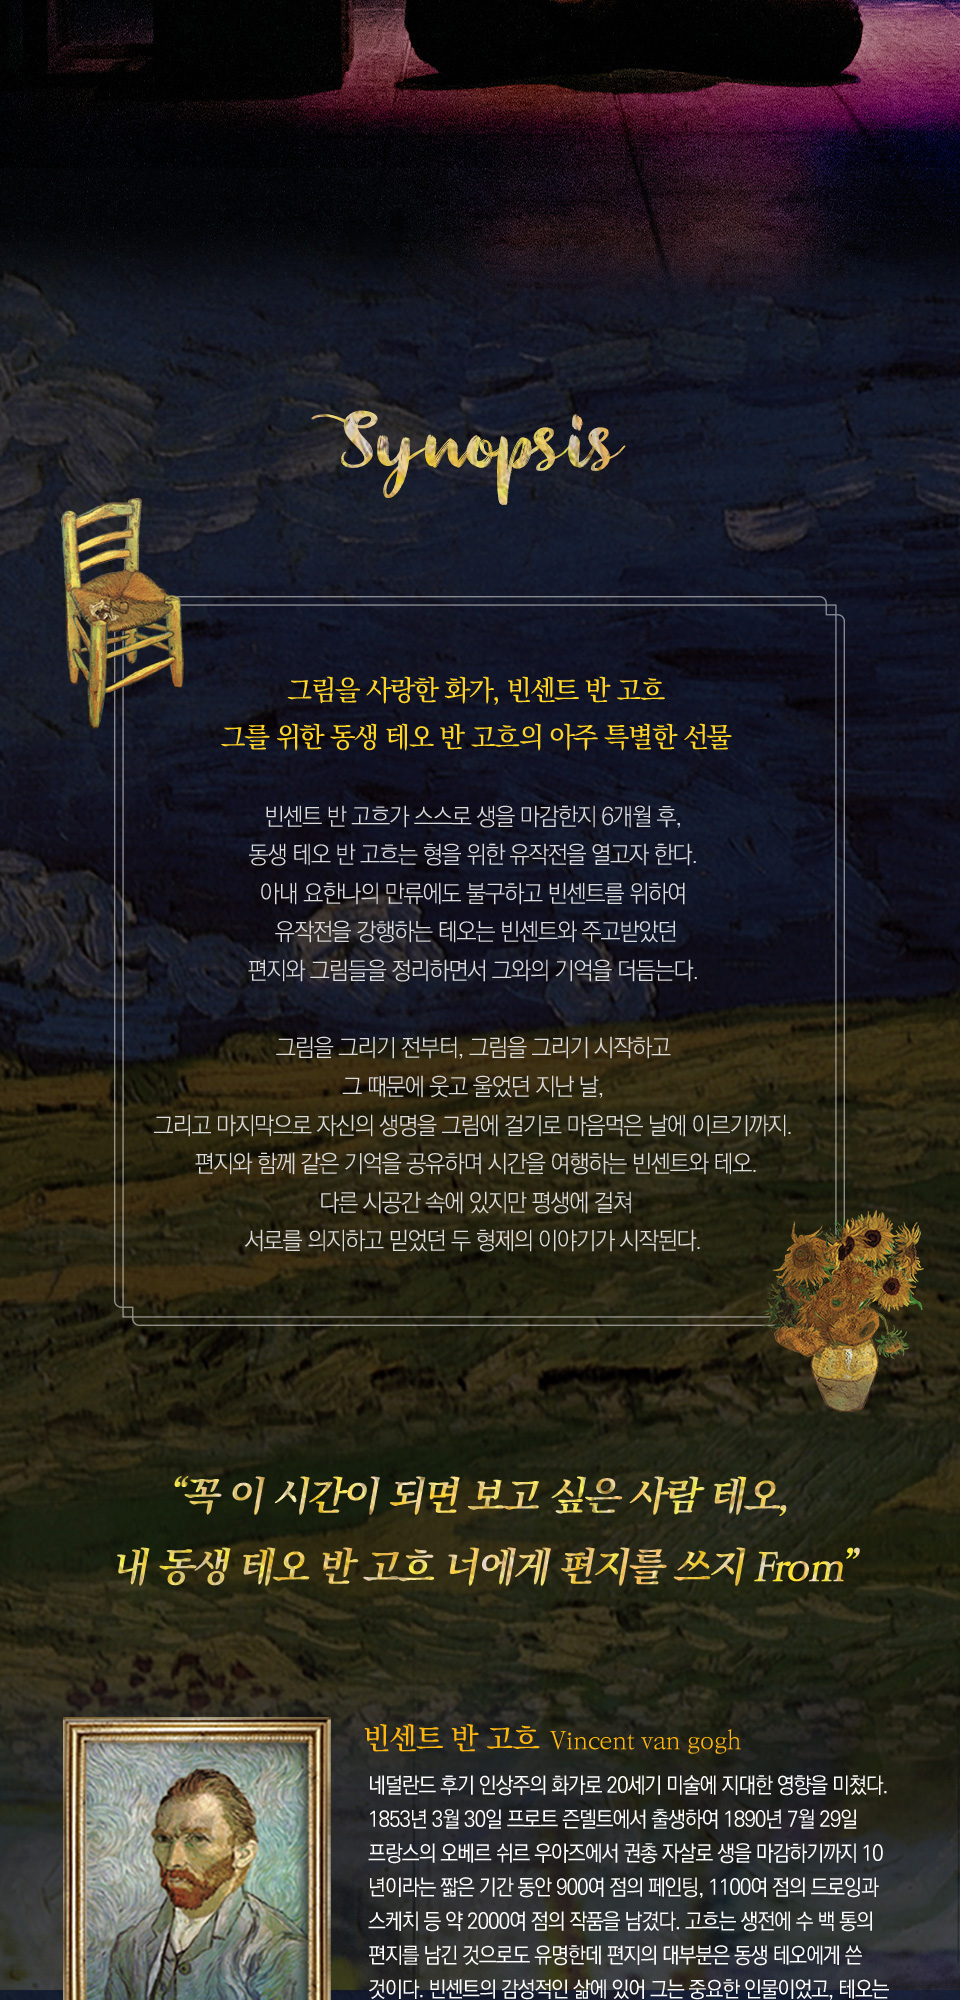 Synopsis
그림을 사랑한 화가, 빈센트 반 고흐
그를 위한 동생 테오 반 고흐의 아주 특별한 선물
빈센트 반 고흐가 스스로 생을 마감한지 6개월 후,
동생 테오 반 고흐는 형을 위한 유작전을 열고자 한다.
아내 요한나의 만류에도 불구하고 빈센트를 위하여
유작전을 강행하는 테오는 빈센트와 주고받았던
편지와 그림들을 정리하면서 그와의 기억을 더듬는다.
그림을 그리기 전부터, 그림을 그리기 시작하고
그 때문에 웃고 울었던 지난 날,
그리고 마지막으로 자신의 생명을 그림에 걸기로 마음먹은 날에 이르기까지.
편지와 함께 같은 기억을 공유하며 시간을 여행하는 빈센트와 테오.
다른 시공간 속에 있지만 평생에 걸쳐
서로를 의지하고 믿었던 두 형제의 이야기가 시작된다.
“꼭 이 시간이 되면 보고 싶은 사람 테오,
내 동생 테오 반 고흐 너에게 편지를 쓰지 From”
빈센트 반 고흐 Vincent van gogh
네덜란드 후기 인상주의 화가로 20세기 미술에 지대한 영향을 미쳤다.
1853년 3월 30일 프로트 즌델트에서 출생하여 1890년 7월 29일
프랑스의 오베르 쉬르 우아즈에서 권총 자살로 생을 마감하기까지 10
년이라는 짧은 기간 동안 900여 점의 페인팅, 1100여 점의 드로잉과
스케치 등 약 2000여 점의 작품을 남겼다. 고흐는 생전에 수 백 통의
편지를 남긴 것으로도 유명한데 편지의 대부분은 동생 테오에게 쓴
것이다. 빈센트의 감성적인 삶에 있어 그는 중요한 인물이었고, 테오는